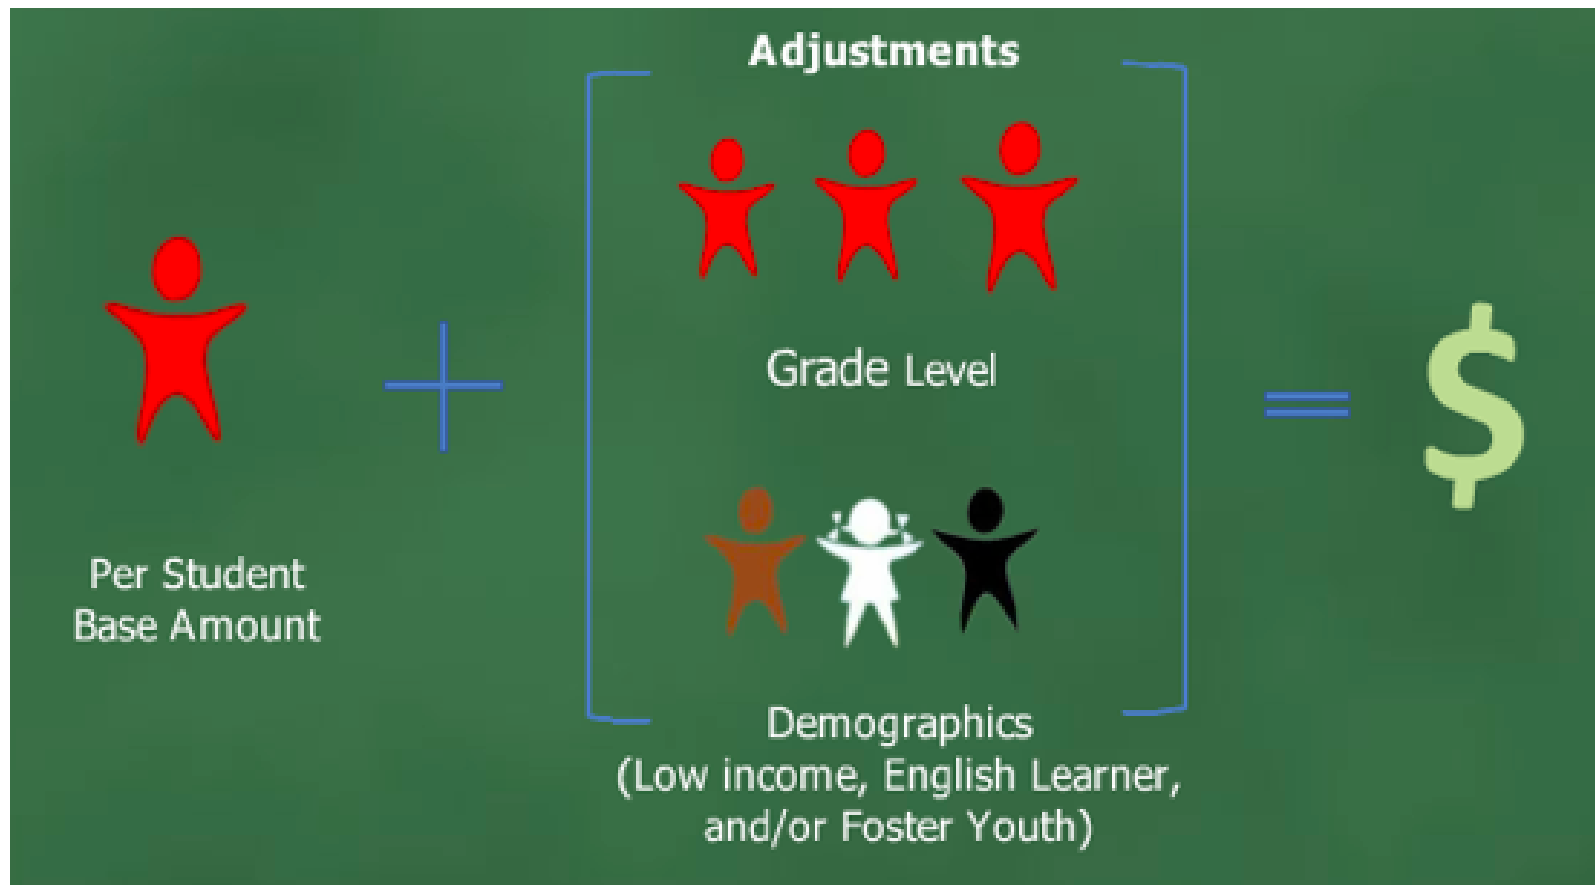 Adjustments
Grade Level
Per Student
Base Amount
$
Demographics
(Low income, English Learner,
and/or Foster Youth)